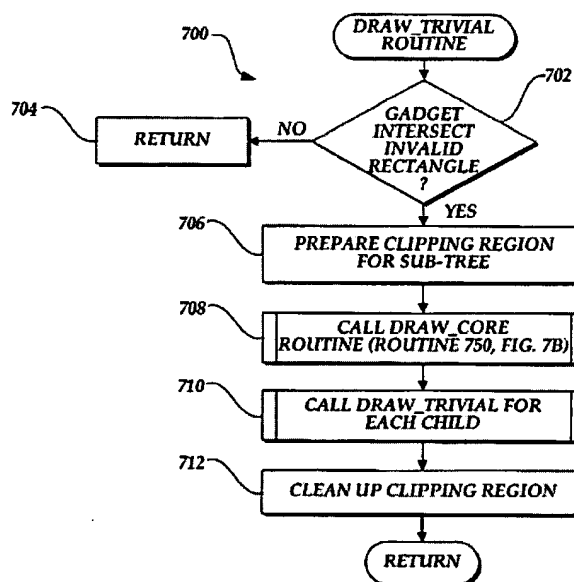 700
DRAW_TRIVIAL
ROUTINE
702
704
RETURN
NO
GADGET
INTERSECT
INVALID
RECTANGLE
?
YES
706
PREPARE CLIPPING REGION
FOR SUB-TREE
708
CALL DRAW_CORE
ROUTINE (ROUTINE 750, FIG. 7B)
710
CALL DRAW_TRIVIAL FOR
EACH CHILD
712
CLEAN UP CLIPPING REGION
RETURN